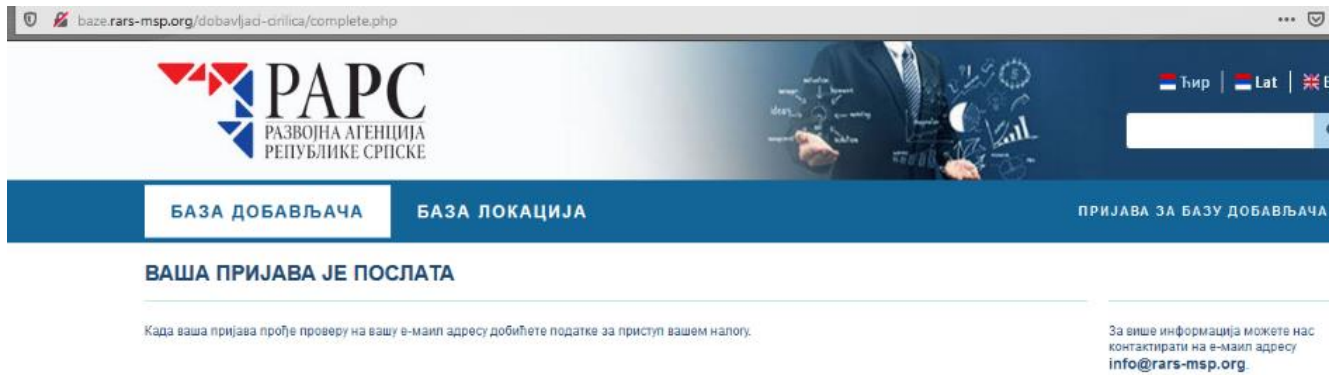 baze.rars-msp.org/dobavljaci-cirilica/complete.php
РАРС
РАЗВОЈНА АГЕНЦИЈА
РЕПУБЛИКЕ СРПСКЕ
Ћир | Lat |
БАЗА ДОБАВЉАЧА
БАЗА ЛОКАЦИЈА
ПРИЈАВА ЗА БАЗУ ДОБАВЉАЧА
ВАША ПРИЈАВА ЈЕ ПОСЛАТА
Када ваша пријава прође проверу на вашу е-маил адресу добићете податке за приступ вашем налогу.
За више информација можете нас
контактирати на е-маил адресу
info@rars-msp.org.